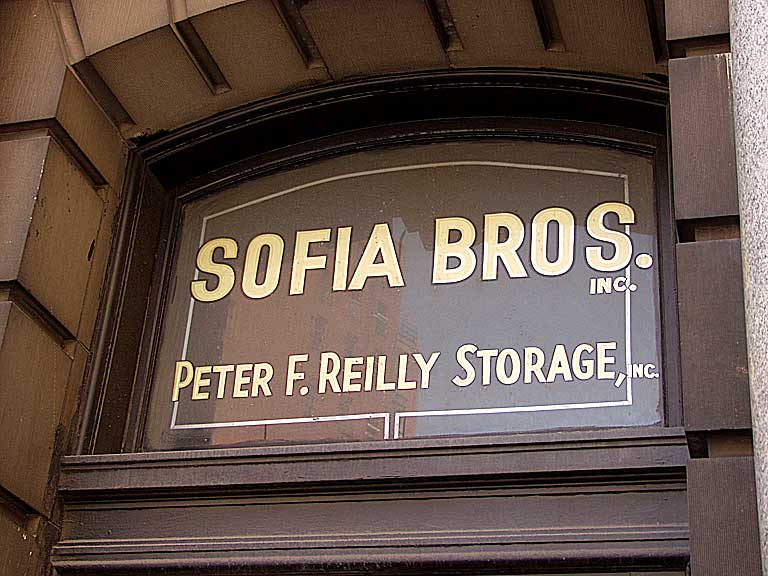 SOFIA BROS.
INC.
PETER F. REILLY STORAGE, INC.